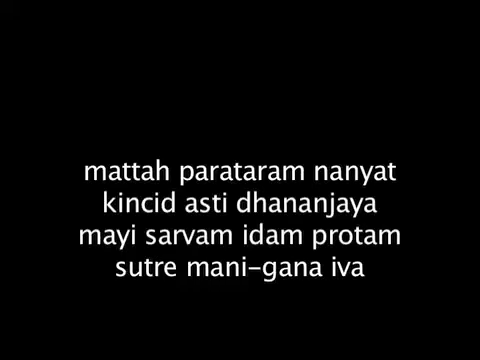 mattah parataram nanyat
kincid asti dhananjaya
mayi sarvam idam protam
sutre mani-gana iva